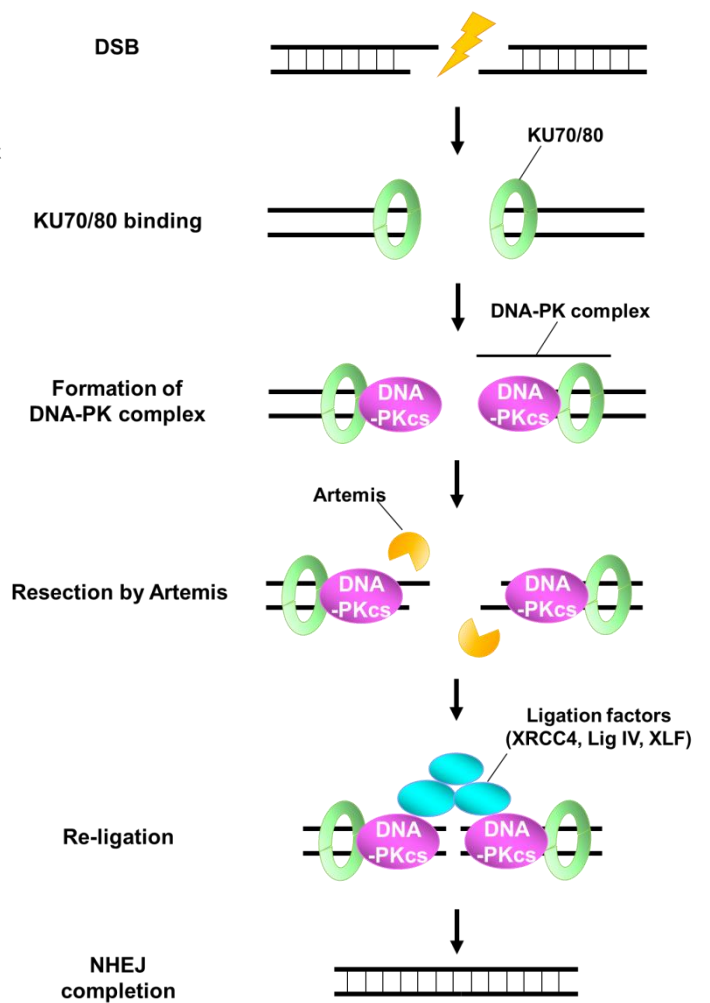 DSB
KU70/80
KU70/80 binding
DNA-PK complex
Formation of
DNA-PK complex
DNA
-PKcs
DNA
-PKcs
Artemis
Resection by Artemis
DNA
-PKcs
DNA
-PKcs
Ligation factors
(XRCC4, Lig IV, XLF)
Re-ligation
DNA
-PKcs
DNA
-PKcs
NHEJ
completion